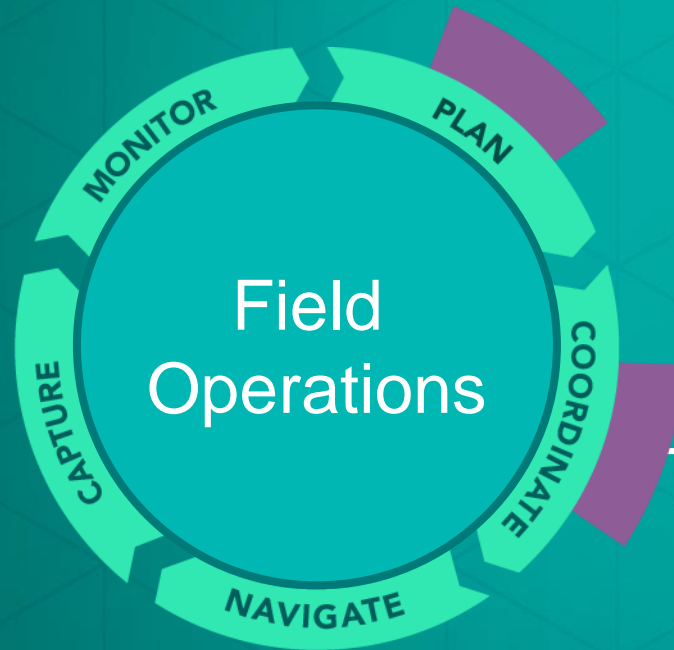 MONITOR
PLAN
Field
Operations
COORDINATE
CAPTURE
NAVIGATE